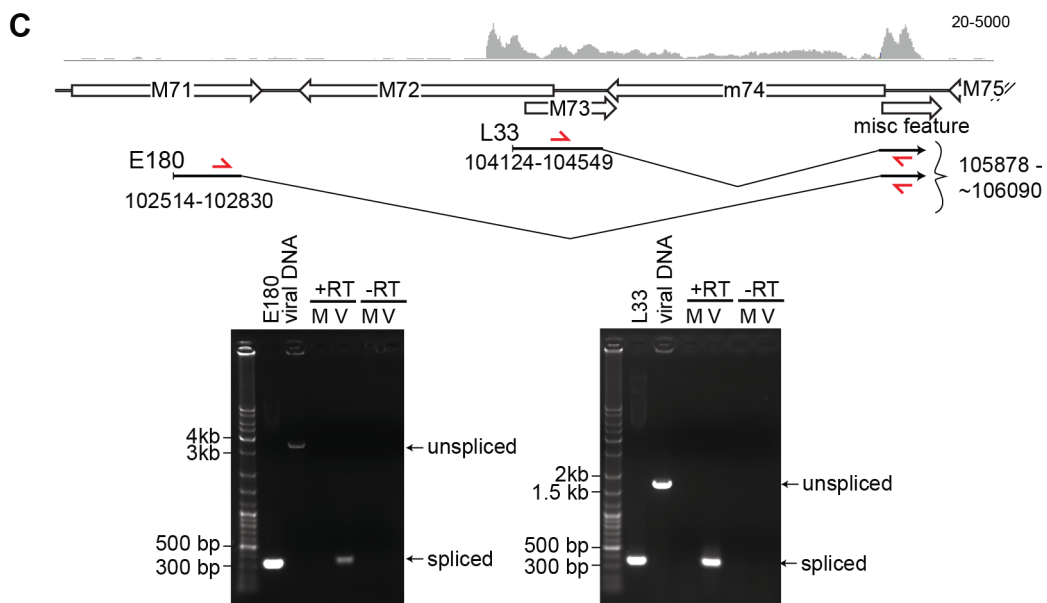 C
20-5000
M71
M72
M73
m74
M75
misc feature
L33
104124-104549
E180
102514-102830
105878 -
~106090
E180
viral DNA
+RT
-RT
M V
M V
4kb
3kb
unspliced
500 bp
300 bp
spliced
L33
viral DNA
+RT
-RT
M V
M V
2kb
1.5 kb
unspliced
500 bp
300 bp
spliced